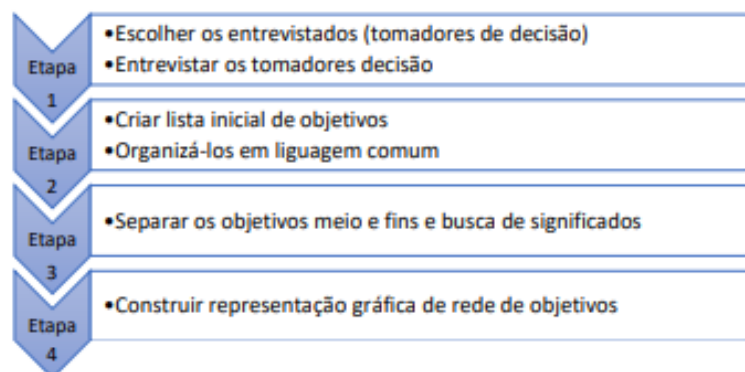 Etapa 1
•Escolher os entrevistados (tomadores de decisão)
•Entrevistar os tomadores decisão
Etapa 2
•Criar lista inicial de objetivos
•Organizá-los em liguagem comum
Etapa 3
•Separar os objetivos meio e fins e busca de significados
Etapa 4
•Construir representação gráfica de rede de objetivos